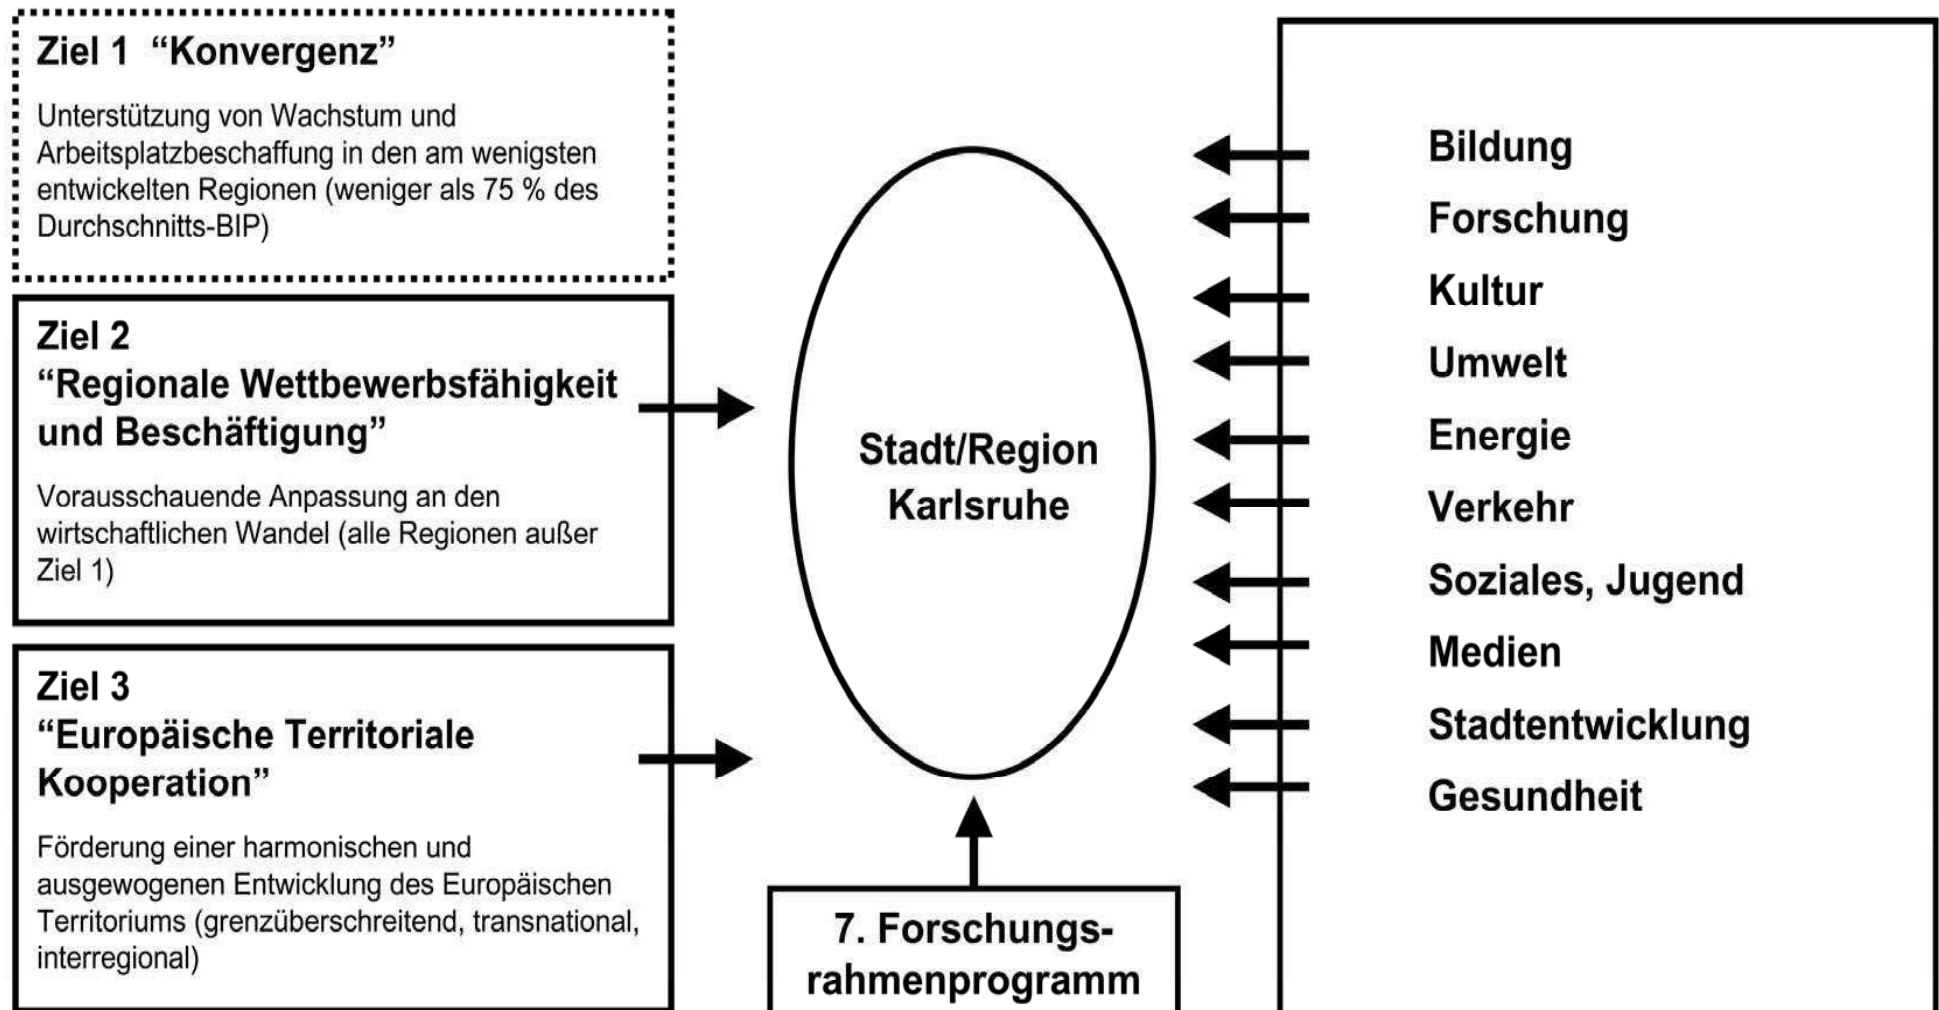 Ziel 1 “Konvergenz”
Unterstützung von Wachstum und
Arbeitsplatzbeschaffung in den am wenigsten
entwickelten Regionen (weniger als 75 % des
Durchschnitts-BIP)
Ziel 2
“Regionale Wettbewerbsfähigkeit
und Beschäftigung”
Vorausschauende Anpassung an den
wirtschaftlichen Wandel (alle Regionen außer
Ziel 1)
Ziel 3
“Europäische Territoriale
Kooperation”
Förderung einer harmonischen und
ausgewogenen Entwicklung des Europäischen
Territoriums (grenzüberschreitend, transnational,
interregional)
Stadt/Region
Karlsruhe
7. Forschungs-
rahmenprogramm
Bildung
Forschung
Kultur
Umwelt
Energie
Verkehr
Soziales, Jugend
Medien
Stadtentwicklung
Gesundheit